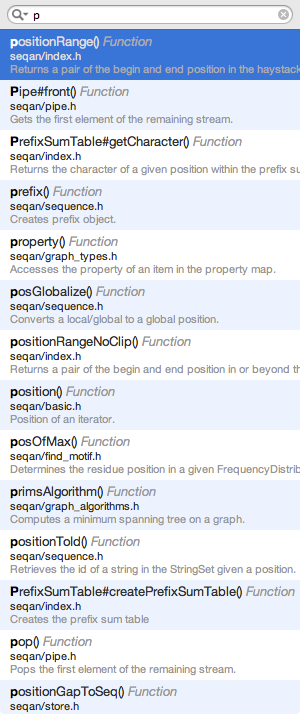 p
positionRange() Function
seqan/index.h
Returns a pair of the begin and end position in the haystack
Pipe#front() Function
seqan/pipe.h
Gets the first element of the remaining stream.
PrefixSumTable#getCharacter() Function
seqan/index.h
Returns the character of a given position within the prefix su
prefix() Function
seqan/sequence.h
Creates prefix object.
property() Function
seqan/graph_types.h
Accesses the property of an item in the property map.
posGlobalize() Function
seqan/sequence.h
Converts a local/global to a global position.
positionRangeNoClip() Function
seqan/index.h
Returns a pair of the begin and end position in or beyond th
position() Function
seqan/basic.h
Position of an iterator.
posOfMax() Function
seqan/find_motif.h
Determines the residue position in a given FrequencyDistrib
primsAlgorithm() Function
seqan/graph_algorithms.h
Computes a minimum spanning tree on a graph.
positionToId() Function
seqan/sequence.h
Retrieves the id of a string in the StringSet given a position.
PrefixSumTable#createPrefixSumTable() Function
seqan/index.h
Creates the prefix sum table
pop() Function
seqan/pipe.h
Pops the first element of the remaining stream.
positionGapToSeq() Function
seqan/store.h